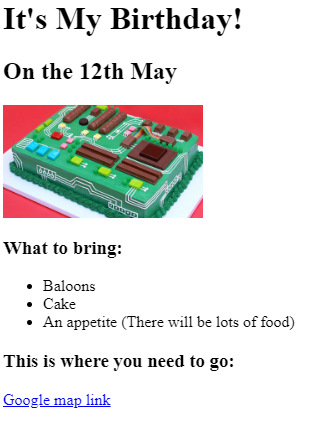 It's My Birthday!
On the 12th May
What to bring:
Baloons
Cake
An appetite (There will be lots of food)
This is where you need to go:
Google map link